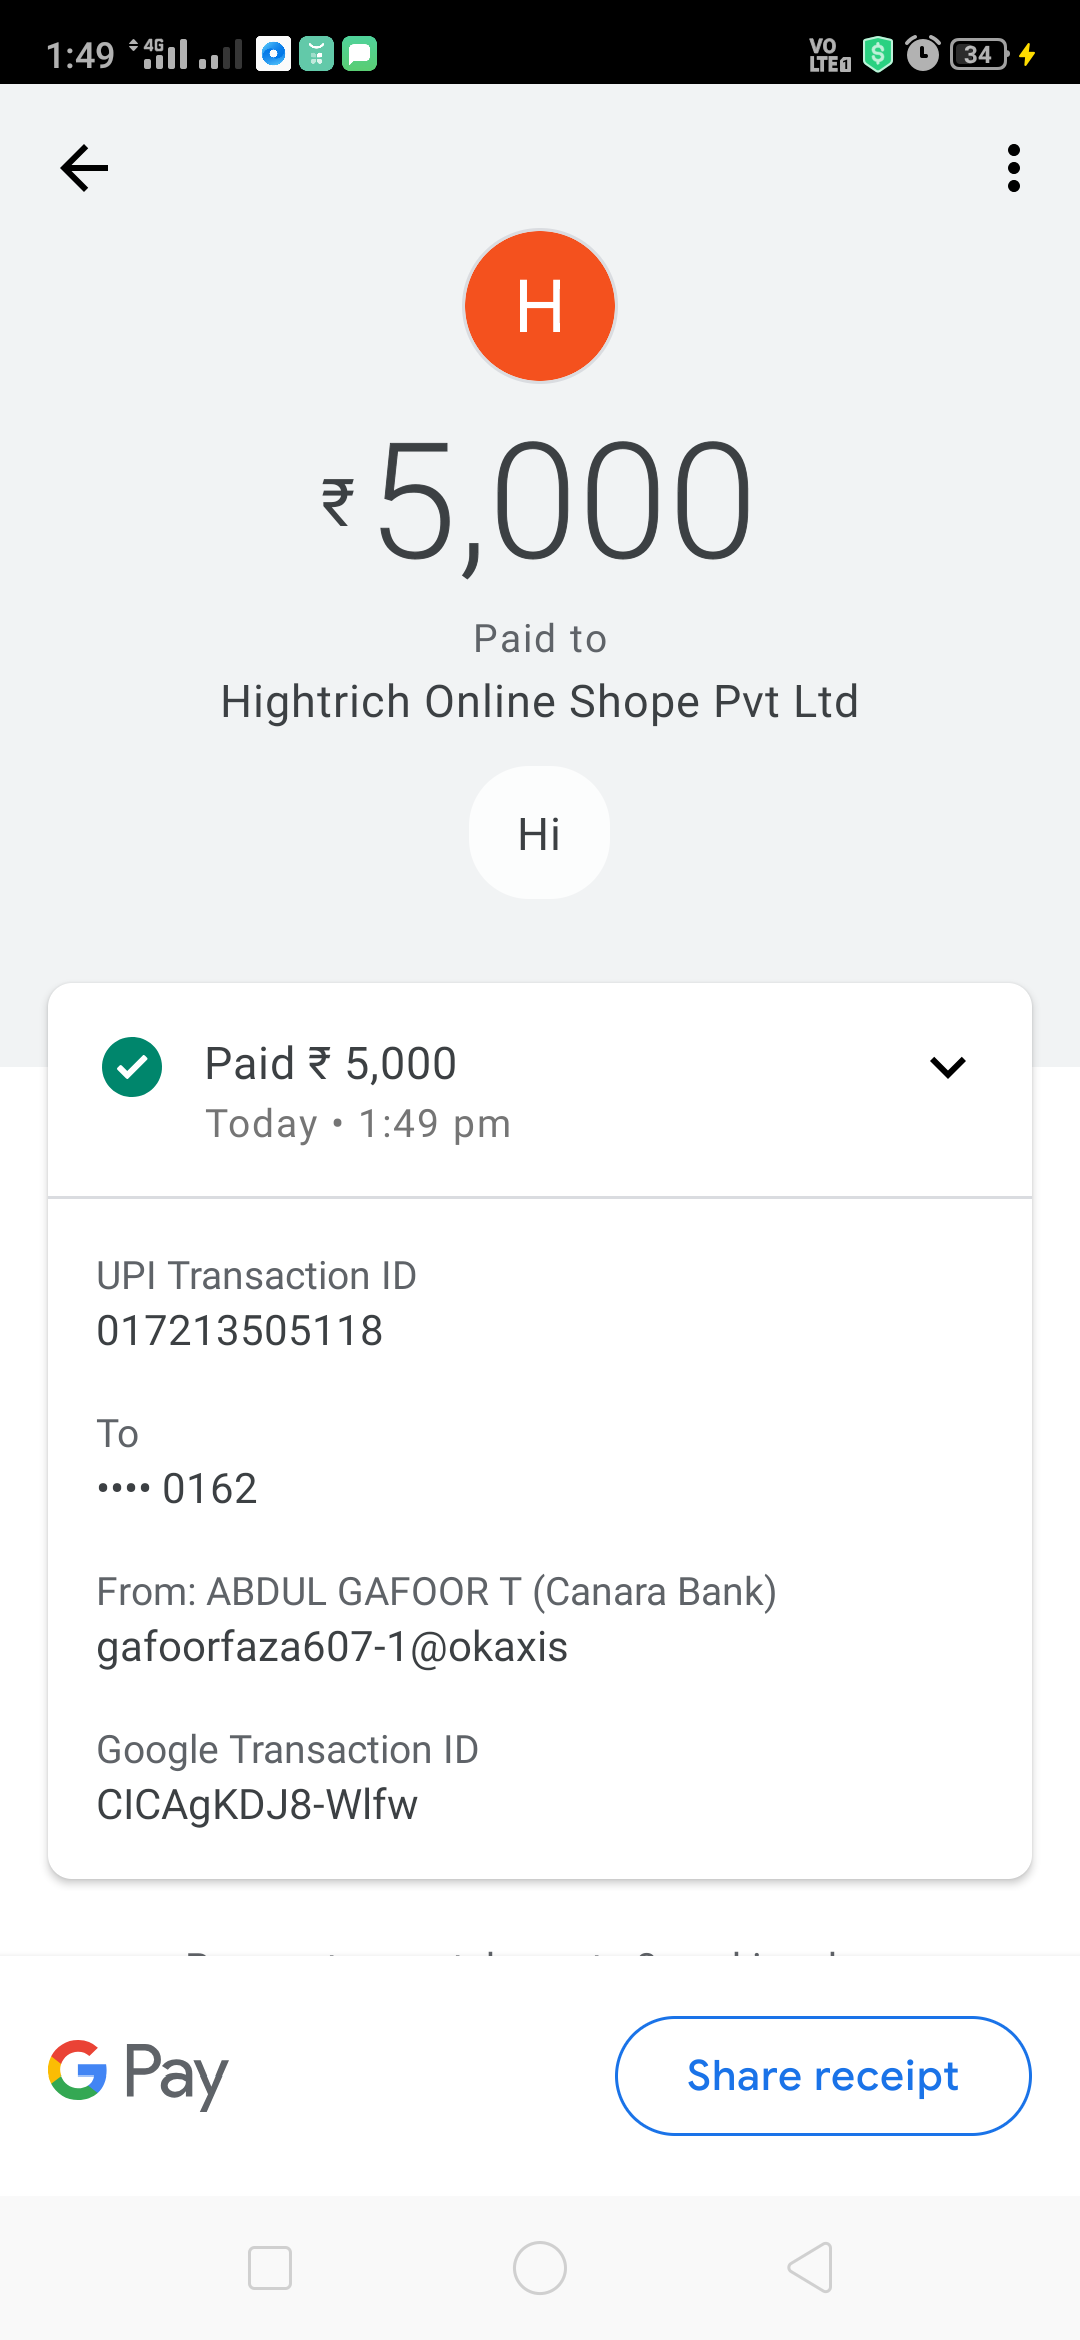 1:49 4G VO LTE 1 34
H
₹5,000
Paid to
Hightrich Online Shope Pvt Ltd
Hi
Paid ₹ 5,000
Today • 1:49 pm
UPI Transaction ID
017213505118
To
•••• 0162
From: ABDUL GAFOOR T (Canara Bank)
gafoorfaza607-1@okaxis
Google Transaction ID
CICAgKDJ8-Wlfw
G Pay
Share receipt